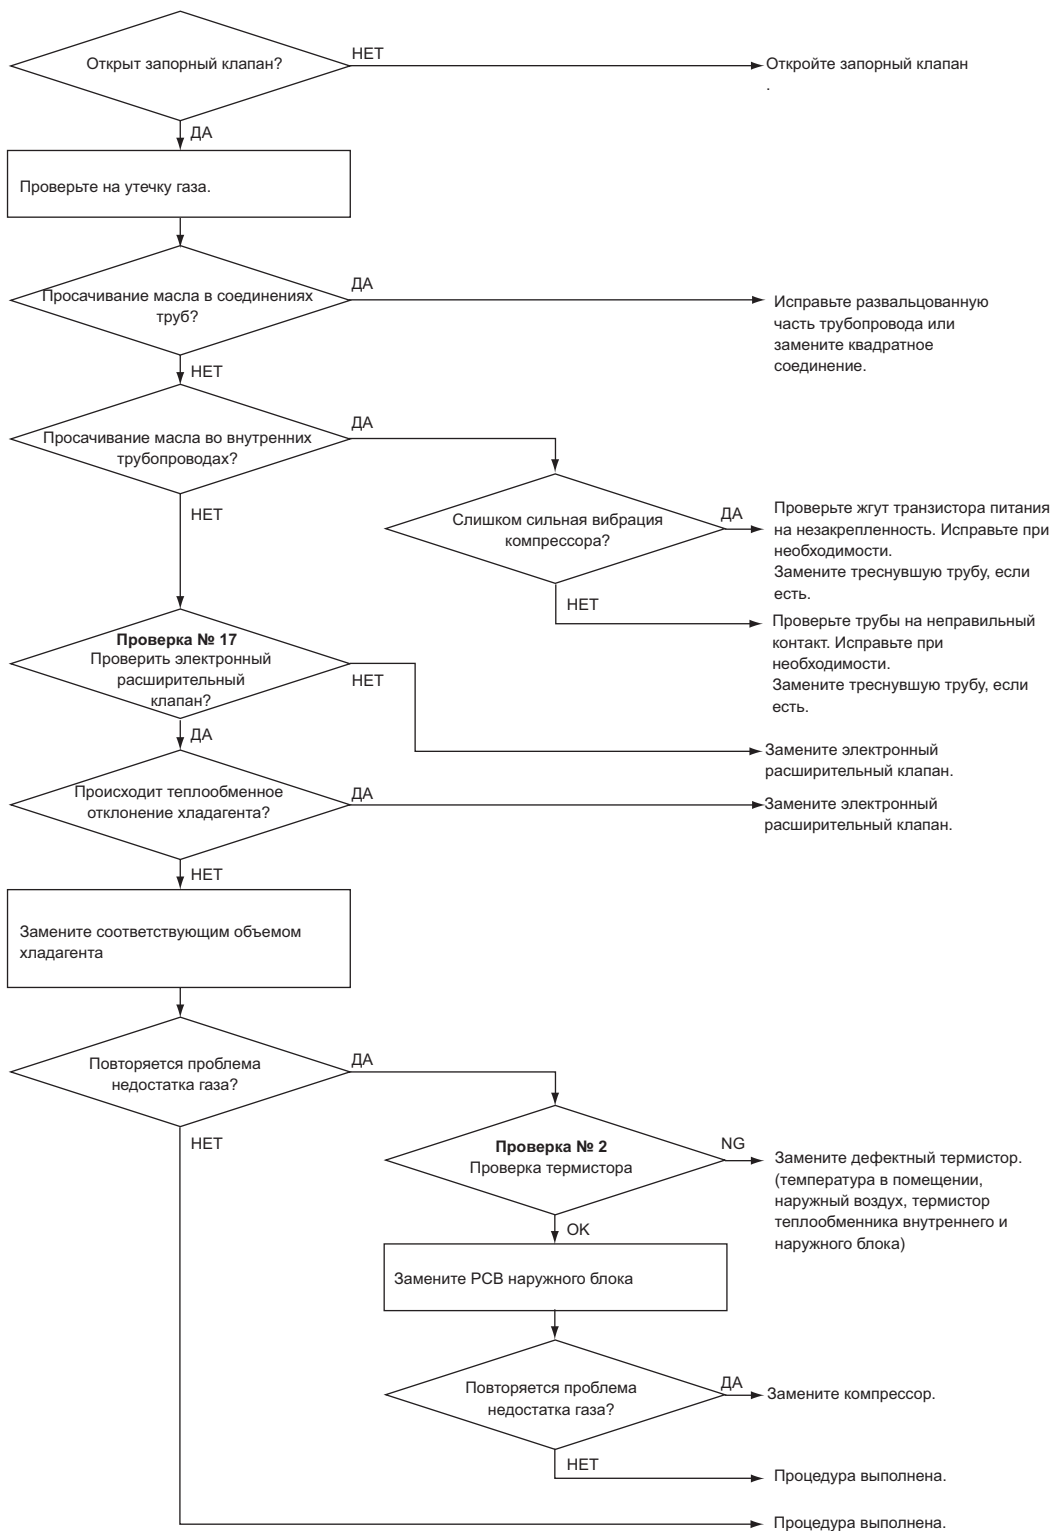 Открыт запорный клапан?
НЕТ
Откройте запорный клапан
.
ДА
Проверьте на утечку газа.
Просачивание масла в соединениях
труб?
ДА
Исправьте развальцованную
часть трубопровода или
замените квадратное
соединение.
НЕТ
Просачивание масла во внутренних
трубопроводах?
ДА
НЕТ
Слишком сильная вибрация
компрессора?
ДА
Проверьте жгут транзистора питания
на незакрепленность. Исправьте при
необходимости.
Замените треснувшую трубу, если
есть.
НЕТ
Проверьте трубы на неправильный
контакт. Исправьте при
необходимости.
Замените треснувшую трубу, если
есть.
Проверка № 17
Проверить электронный
расширительный
клапан?
НЕТ
Замените электронный
расширительный клапан.
ДА
Происходит теплообменное
отклонение хладагента?
ДА
Замените электронный
расширительный клапан.
НЕТ
Замените соответствующим объемом
хладагента
Повторяется проблема
недостатка газа?
ДА
НЕТ
Проверка № 2
Проверка термистора
NG
Замените дефектный термистор.
(температура в помещении,
наружный воздух, термистор
теплообменника внутреннего и
наружного блока)
OK
Замените PCB наружного блока
Повторяется проблема
недостатка газа?
ДА
Замените компрессор.
НЕТ
Процедура выполнена.
Процедура выполнена.